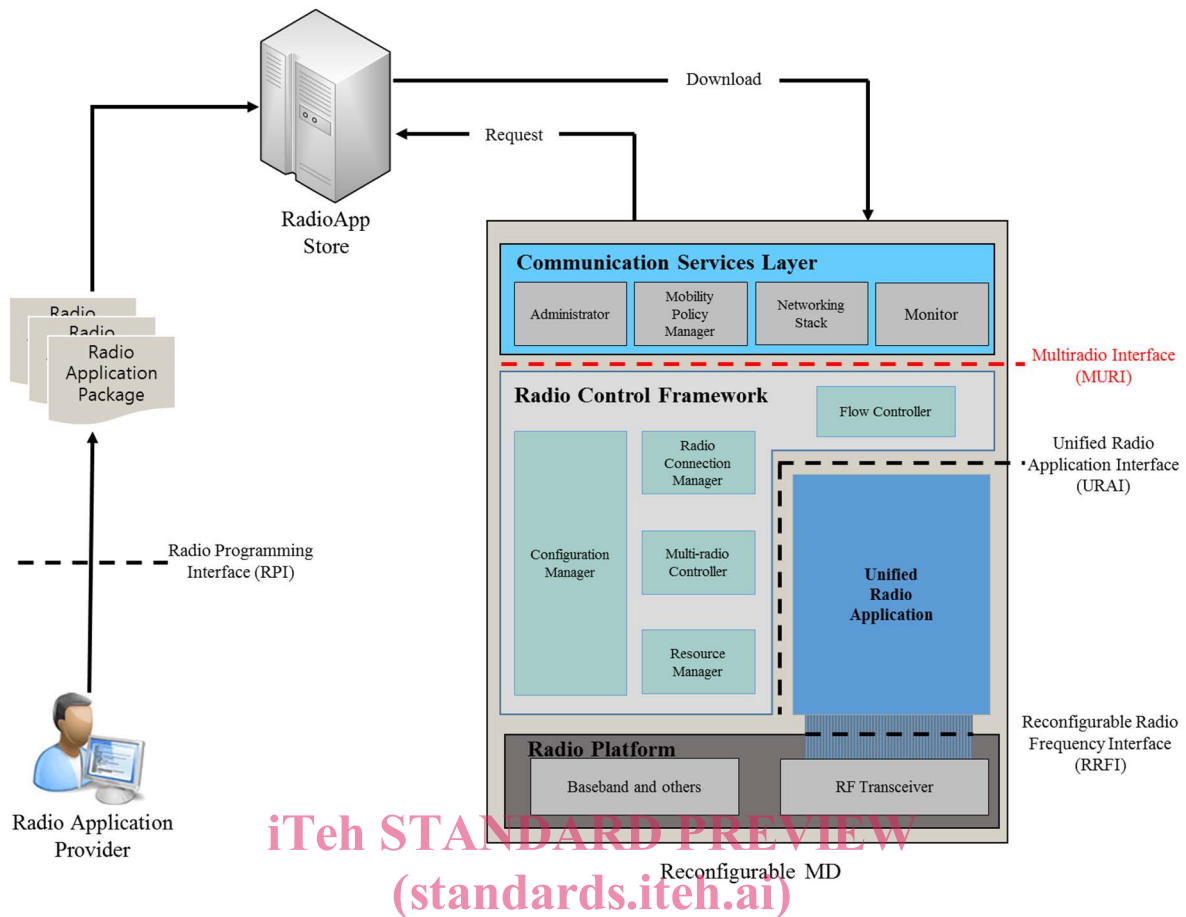 Download
Request
RadioApp
Store
Communication Services Layer
Administrator
Mobility
Policy
Manager
Networking
Stack
Monitor
Multiradio Interface
(MURI)
Radio
Radio
Radio
Application
Package
Radio Control Framework
Flow Controller
Radio
Connection
Manager
Unified Radio
Application Interface
(URAI)
Radio Programming
Interface (RPI)
Configuration
Manager
Multi-radio
Controller
Unified
Radio
Application
Resource
Manager
Reconfigurable Radio
Frequency Interface
(RRFI)
Radio Platform
Baseband and others
RF Transceiver
Radio Application
Provider
iTeh STANDARD PREVIEW
Reconfigurable MD
(standards.iteh.ai)